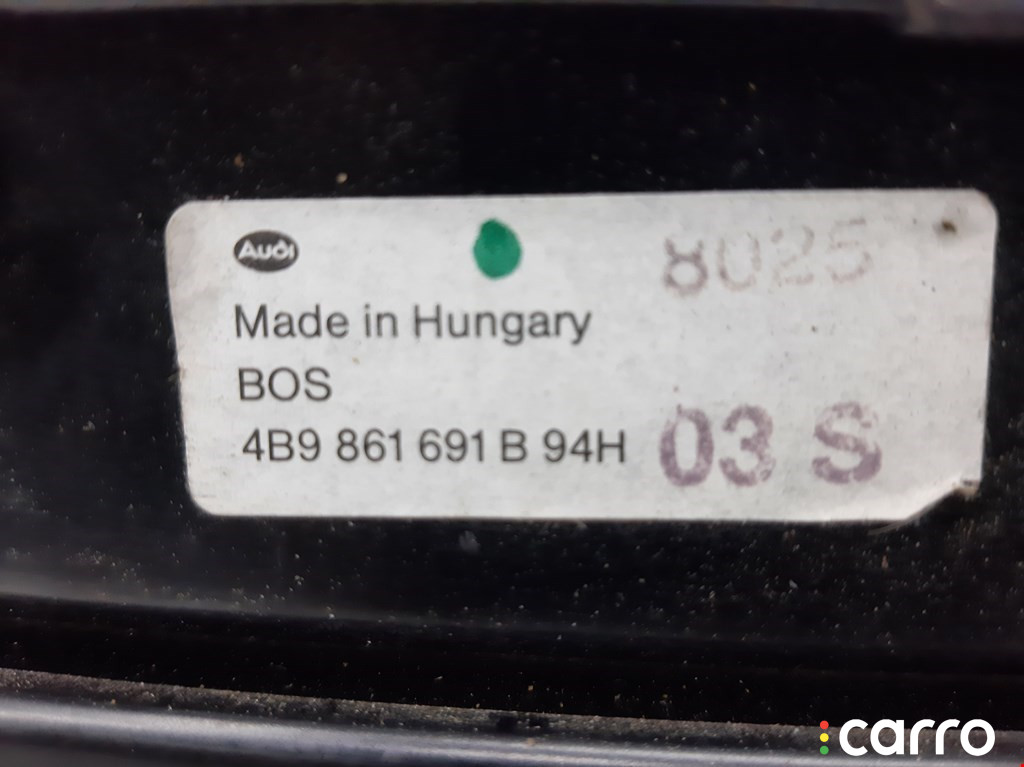 Audi
8025
Made in Hungary
BOS
4B9 861 691 B 94H
03 S
carro